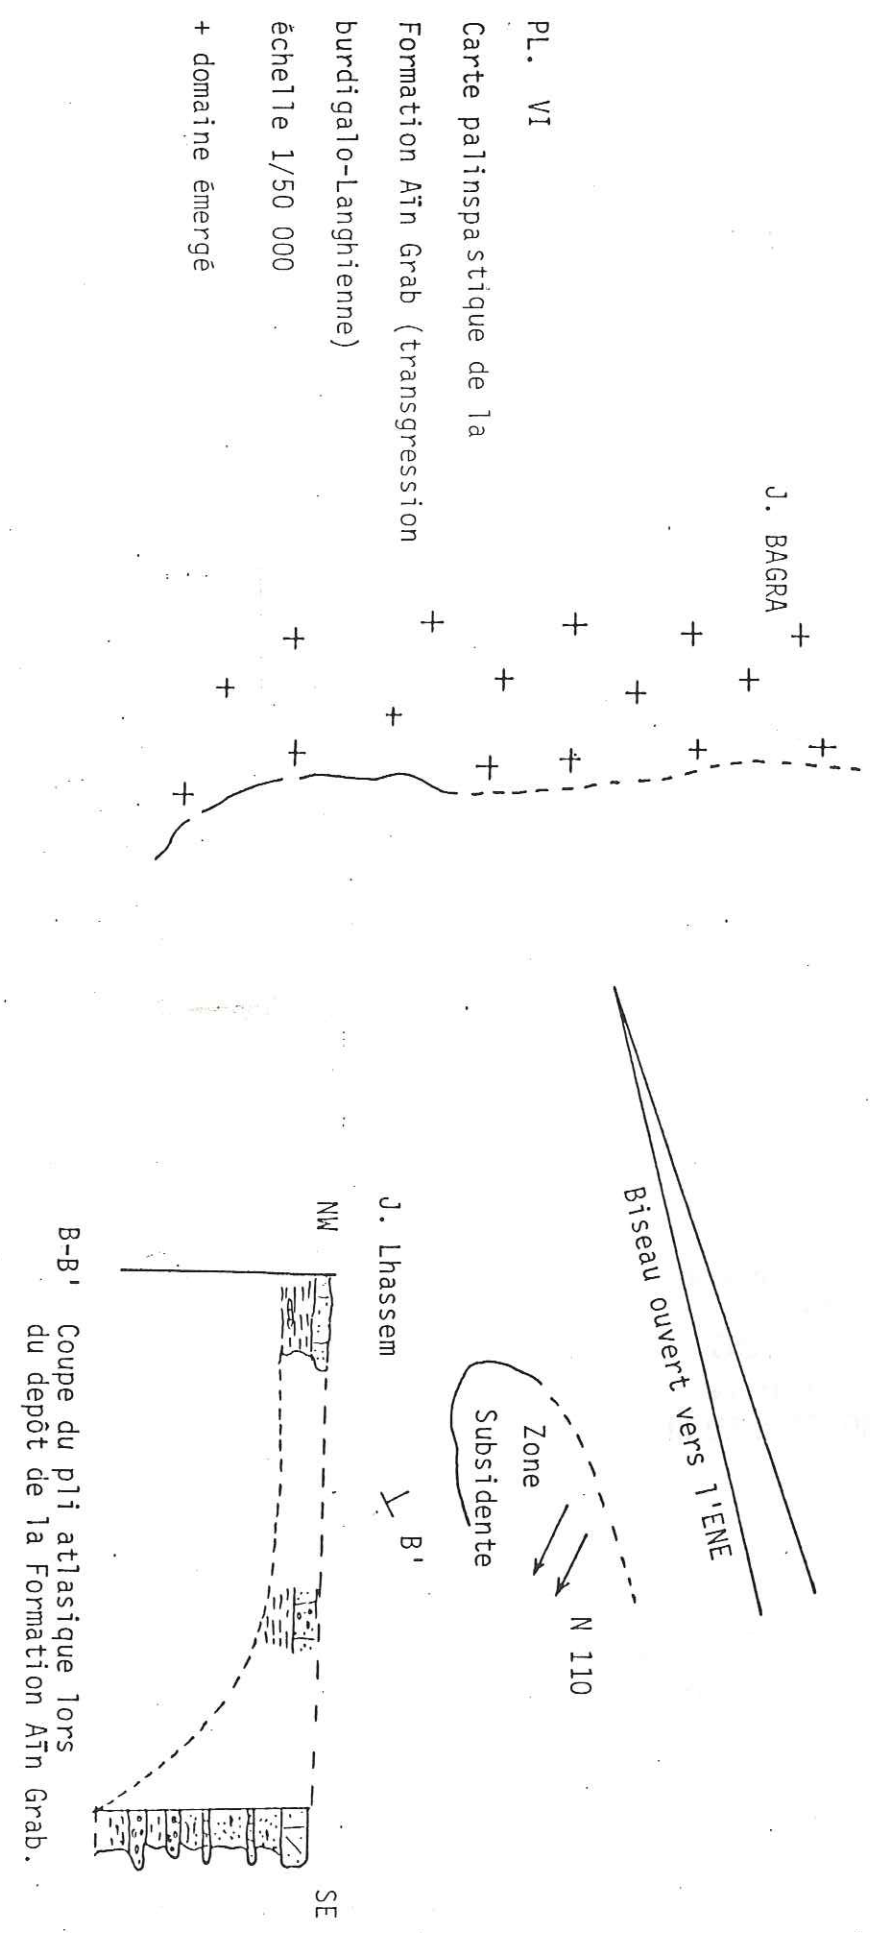 PL. VI
Carte palinspastique de la
Formation Aïn Grab (transgression
burdigalo-Langhienne)
échelle 1/50 000
+ domaine émergé
J. BAGRA
Biseau ouvert vers l'ENE
Zone
Subsidente
N 110
B'
J. Lhassem
NW
SE
B-B' Coupe du pli atlasique lors
du depôt de la Formation Aïn Grab.